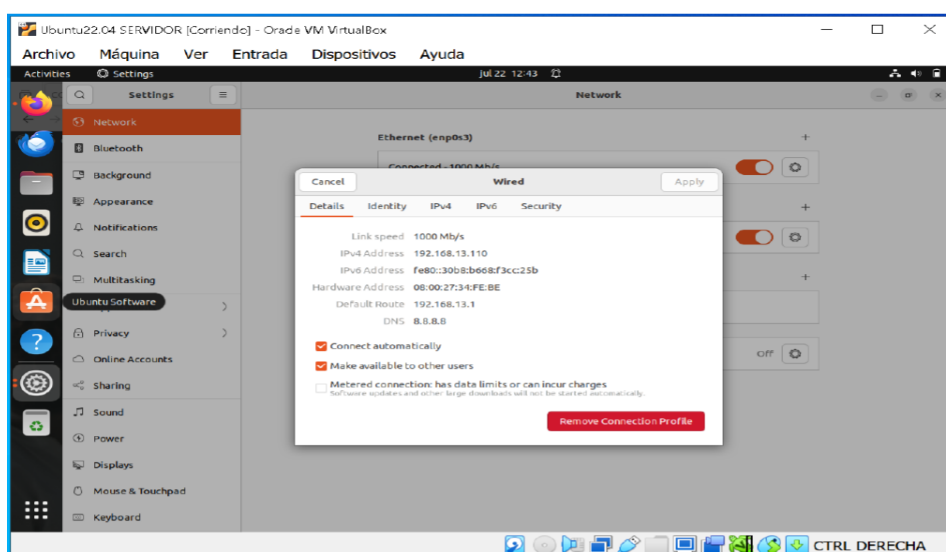 Ubuntu22.04 SERVIDOR [Corriendo] - Oracle VM VirtualBox
Archivo Máquina Ver Entrada Dispositivos Ayuda
Activities Settings Jul 22 12:43
Settings Network
Network
Bluetooth
Background
Appearance
Notifications
Search
Multitasking
Ubuntu Software
Privacy
Online Accounts
Sharing
Sound
Power
Displays
Mouse & Touchpad
Keyboard
Ethernet (enp0s3)
Connected - 1000 Mb/s
Cancel Wired Apply
Details Identity IPv4 IPv6 Security
Link speed 1000 Mb/s
IPv4 Address 192.168.13.110
IPv6 Address fe80::30b8:b668:f3cc:25b
Hardware Address 08:00:27:34:FE:BE
Default Route 192.168.13.1
DNS 8.8.8.8
Connect automatically
Make available to other users
Metered connection: has data limits or can incur charges
Software updates and other large downloads will not be started automatically.
Remove Connection Profile
Off
CTRL DERECHA